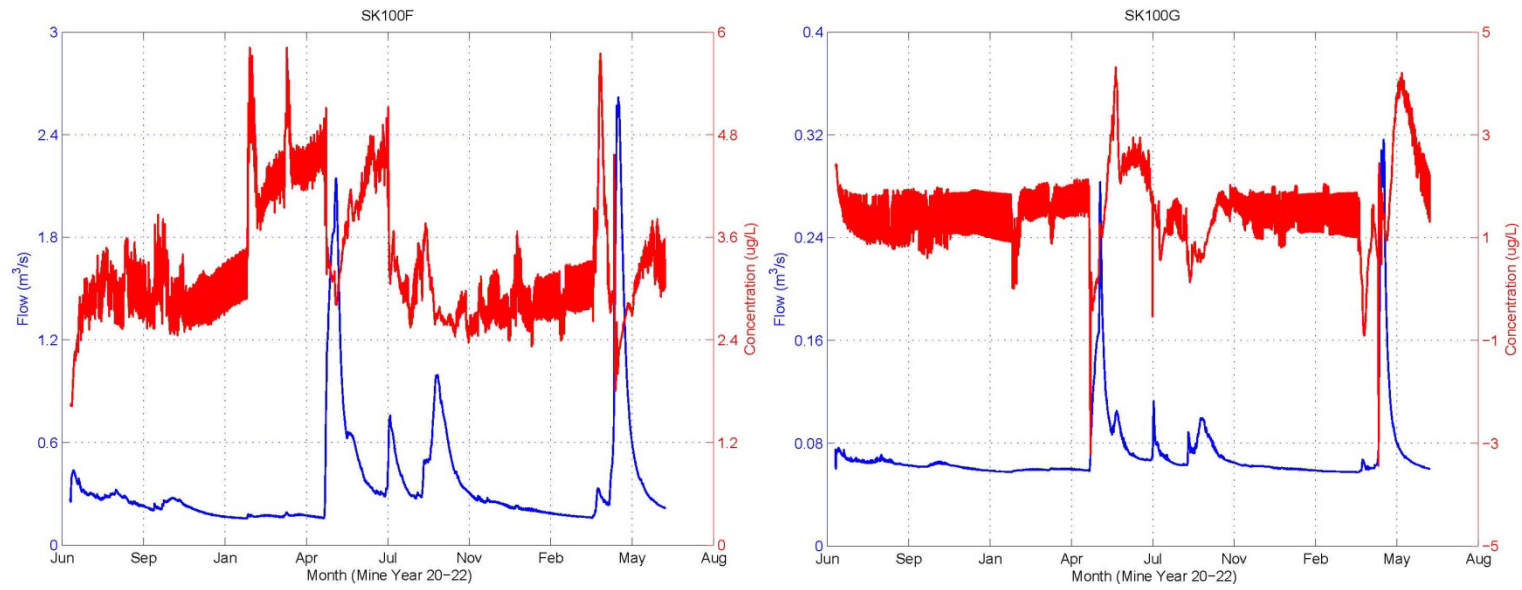 SK100F
3
2.4
1.8
1.2
0.6
0
Flow (m³/s)
6
4.8
3.6
2.4
1.2
0
Concentration (ug/L)
Jun Sep Jan Apr Jul Nov Feb May Aug
Month (Mine Year 20−22)
SK100G
0.4
0.32
0.24
0.16
0.08
0
Flow (m³/s)
5
3
1
−1
−3
−5
Concentration (ug/L)
Jun Sep Jan Apr Jul Nov Feb May Aug
Month (Mine Year 20−22)